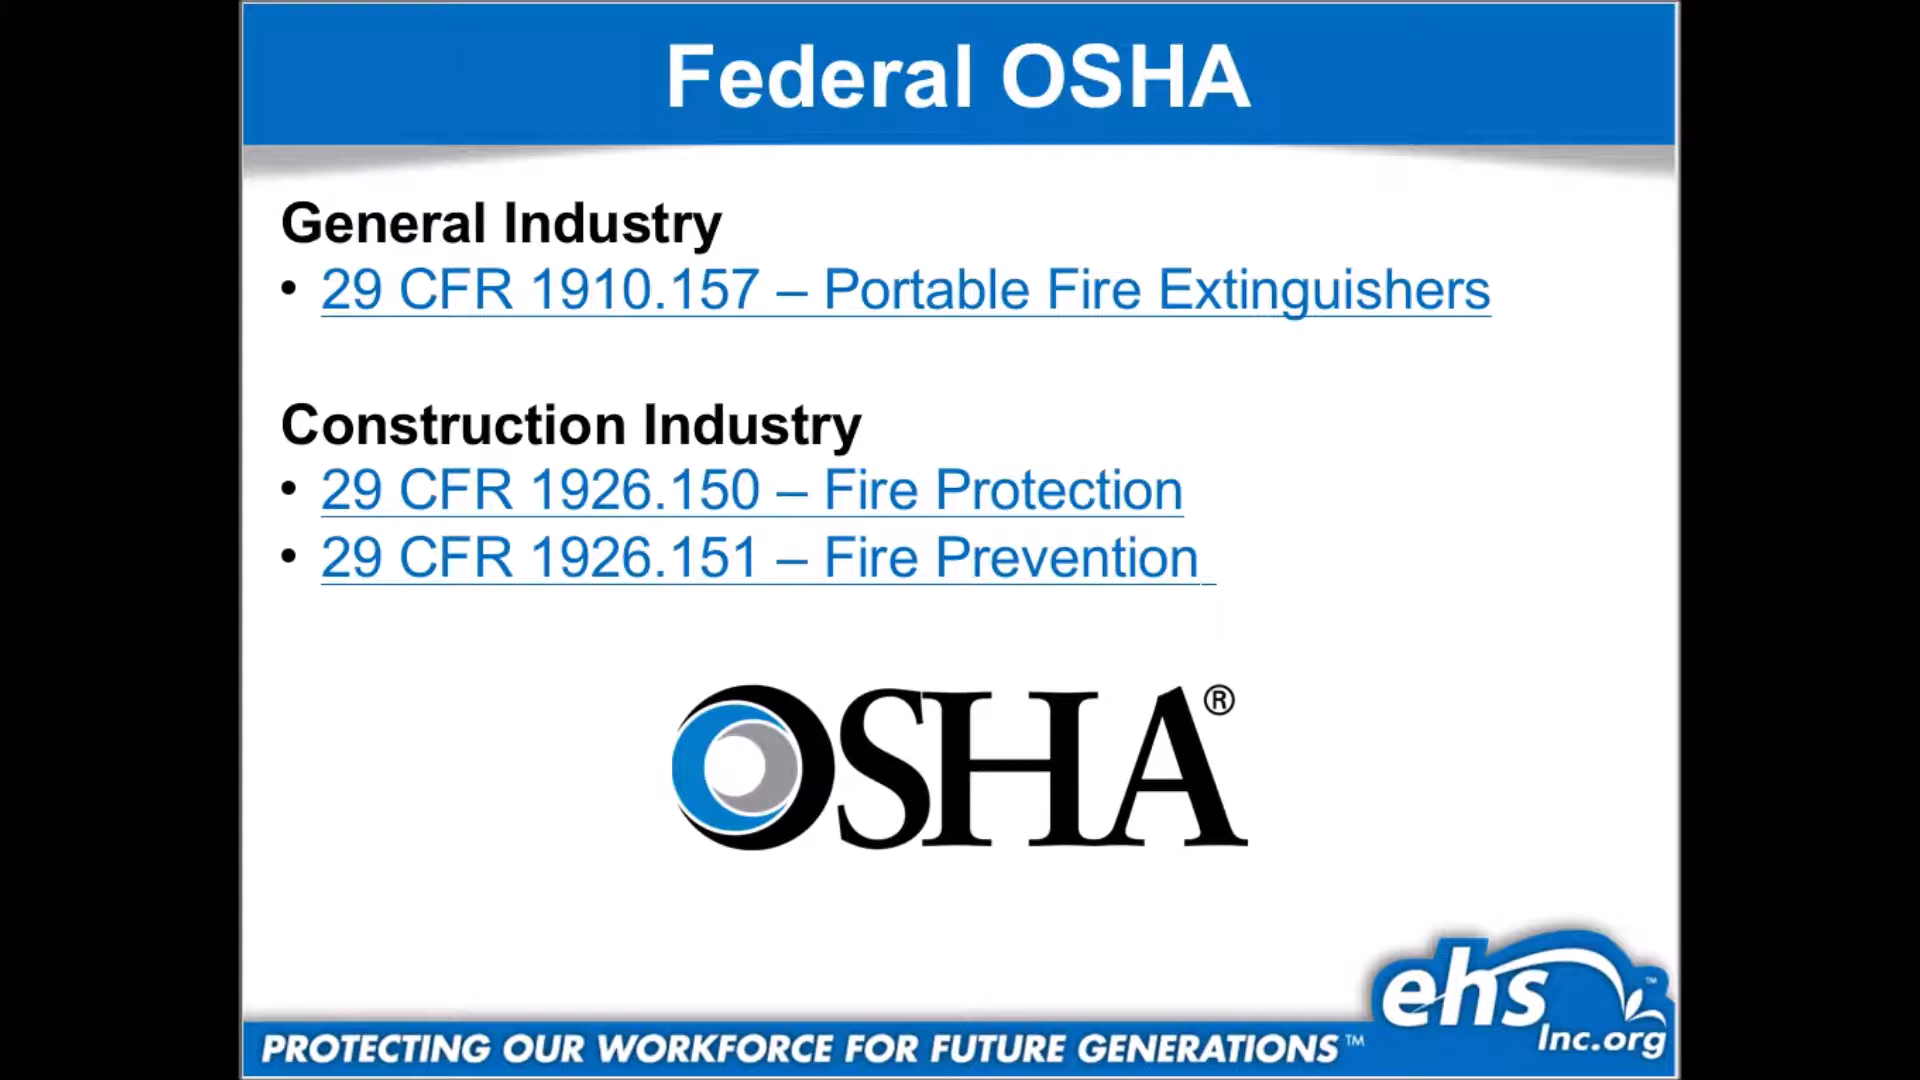 Federal OSHA
General Industry
• 29 CFR 1910.157 – Portable Fire Extinguishers
Construction Industry
• 29 CFR 1926.150 – Fire Protection
• 29 CFR 1926.151 – Fire Prevention
OSHA®
ehs™
Inc.org
PROTECTING OUR WORKFORCE FOR FUTURE GENERATIONS™